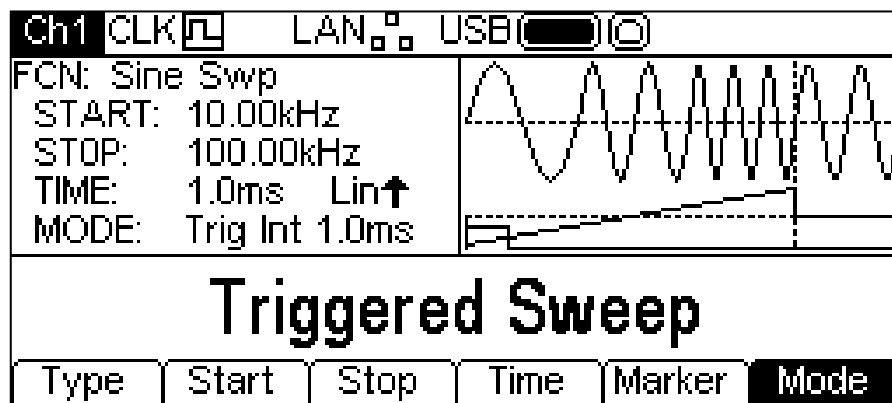 Ch1 CLK LAN USB
FCN: Sine Swp
START: 10.00kHz
STOP: 100.00kHz
TIME: 1.0ms Lin↑
MODE: Trig Int 1.0ms
Triggered Sweep
Type Start Stop Time Marker Mode